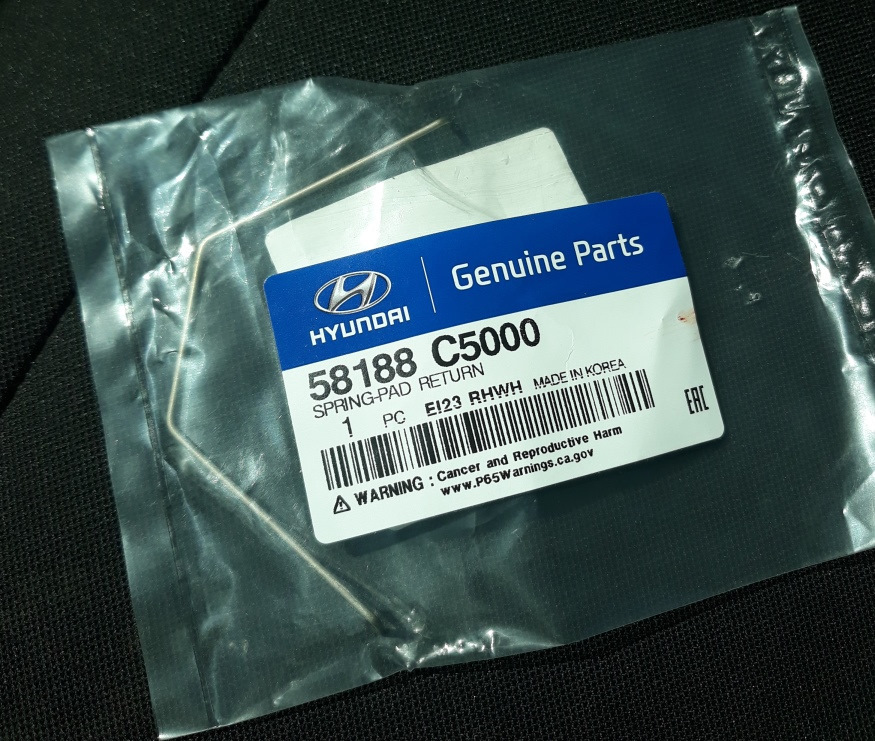 HYUNDAI
Genuine Parts
58188 C5000
SPRING-PAD RETURN
1 PC EI23 RHWH MADE IN KOREA
EAC
WARNING : Cancer and Reproductive Harm
www.P65Warnings.ca.gov